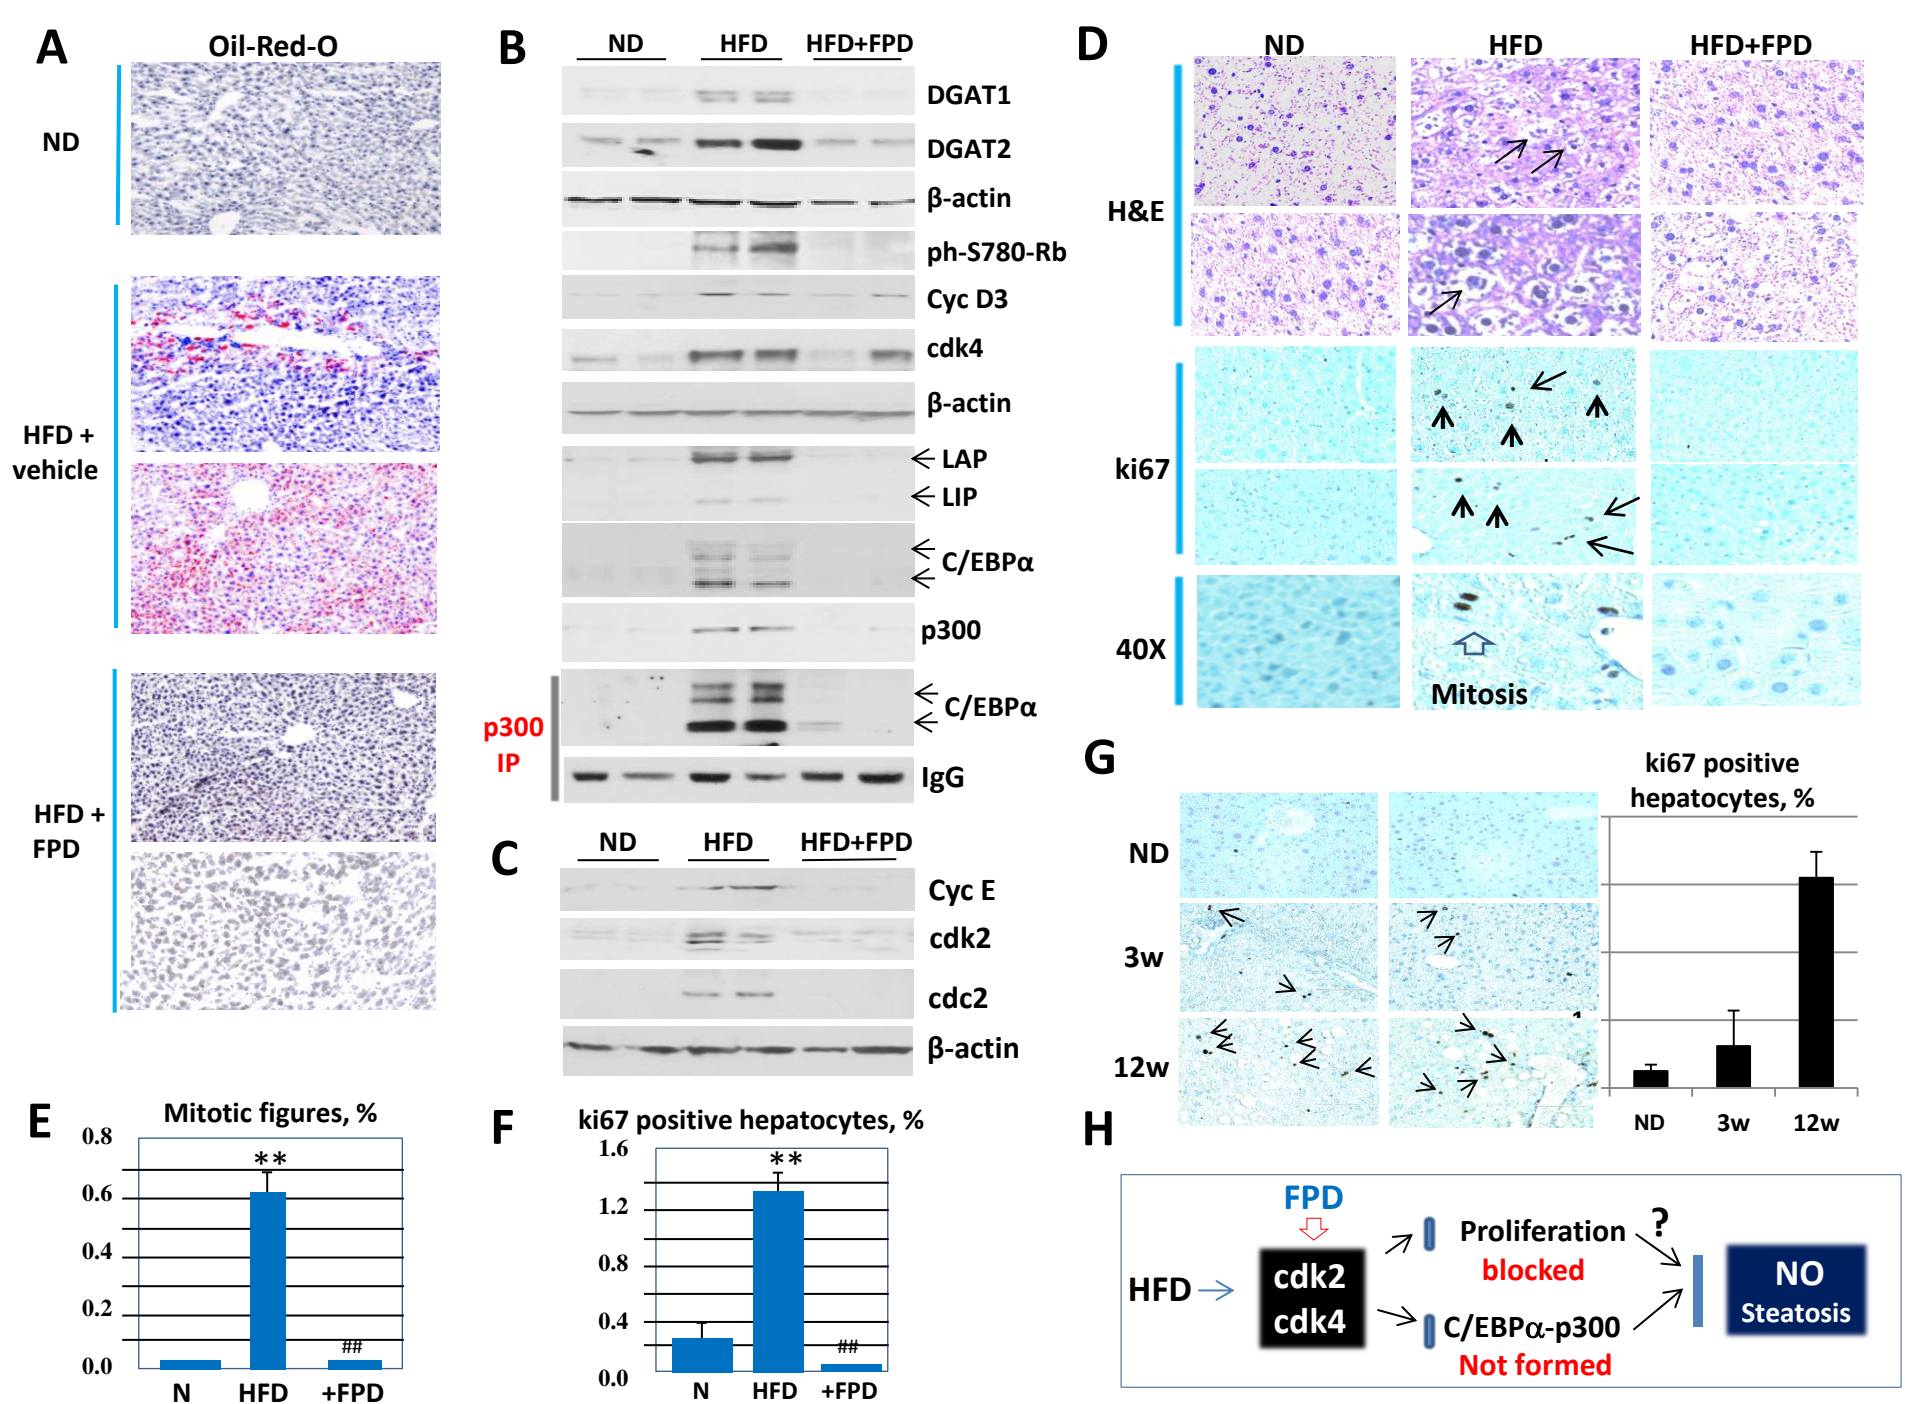 A
Oil-Red-O
ND
HFD +
vehicle
HFD +
FPD
B
ND HFD HFD+FPD
DGAT1
DGAT2
β-actin
ph-S780-Rb
Cyc D3
cdk4
β-actin
LAP
LIP
C/EBPα
p300
p300
IP
C/EBPα
IgG
C
ND HFD HFD+FPD
Cyc E
cdk2
cdc2
β-actin
D
ND HFD HFD+FPD
H&E
ki67
40X
Mitosis
E
Mitotic figures, %
0.8
0.6
0.4
0.2
0.0
**
##
N HFD +FPD
F
ki67 positive hepatocytes, %
1.6
1.2
0.8
0.4
0.0
**
##
N HFD +FPD
G
ND
3w
12w
ki67 positive
hepatocytes, %
ND 3w 12w
H
FPD
HFD
cdk2
cdk4
Proliferation
blocked
?
C/EBPα-p300
Not formed
NO
Steatosis